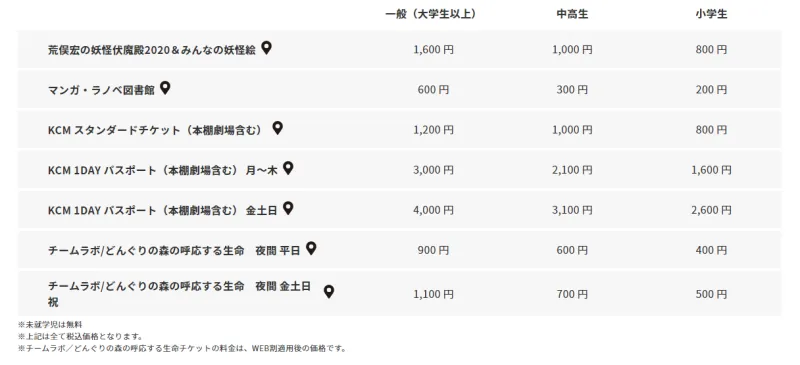 一般（大学生以上） 中高生 小学生
荒俣宏の妖怪伏魔殿2020＆みんなの妖怪絵 1,600 円 1,000 円 800 円
マンガ・ラノベ図書館 600 円 300 円 200 円
KCM スタンダードチケット（本棚劇場含む） 1,200 円 1,000 円 800 円
KCM 1DAY パスポート（本棚劇場含む） 月〜木 3,000 円 2,100 円 1,600 円
KCM 1DAY パスポート（本棚劇場含む） 金土日 4,000 円 3,100 円 2,600 円
チームラボ/どんぐりの森の呼応する生命　夜間 平日 900 円 600 円 400 円
チームラボ/どんぐりの森の呼応する生命　夜間 金土日
祝 1,100 円 700 円 500 円
※未就学児は無料
※上記は全て税込価格となります。
※チームラボ／どんぐりの森の呼応する生命チケットの料金は、WEB割適用後の価格です。